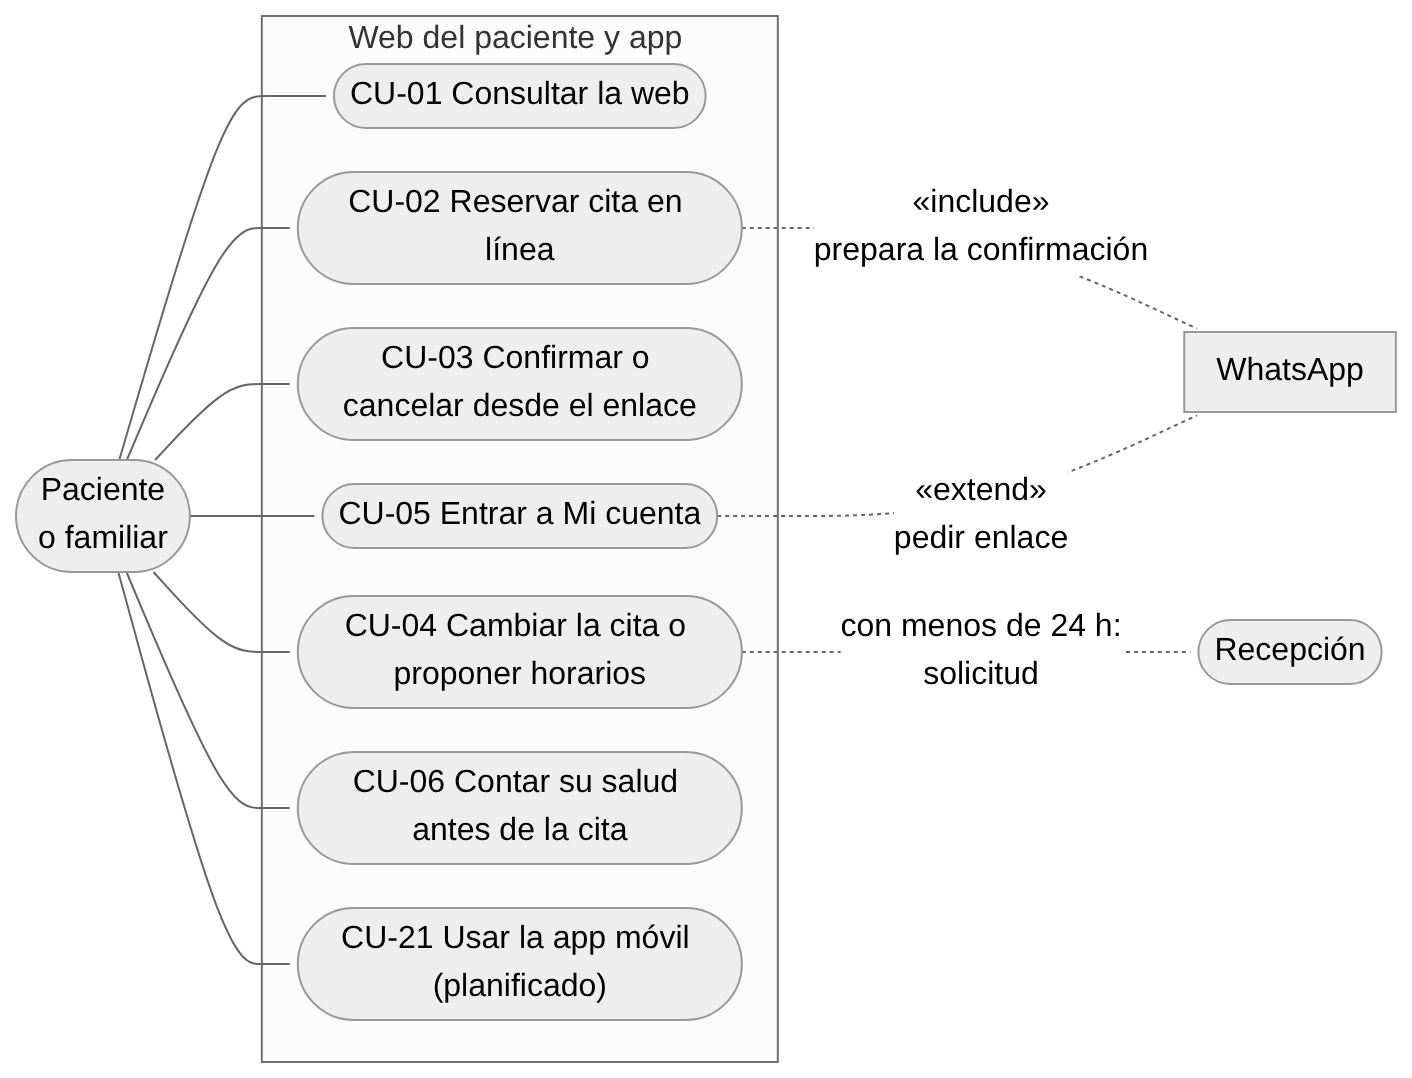 Web del paciente y app
CU-01 Consultar la web
CU-02 Reservar cita en
línea
«include»
prepara la confirmación
CU-03 Confirmar o
cancelar desde el enlace
WhatsApp
Paciente
o familiar
CU-05 Entrar a Mi cuenta
«extend»
pedir enlace
CU-04 Cambiar la cita o
proponer horarios
con menos de 24 h:
solicitud
Recepción
CU-06 Contar su salud
antes de la cita
CU-21 Usar la app móvil
(planificado)